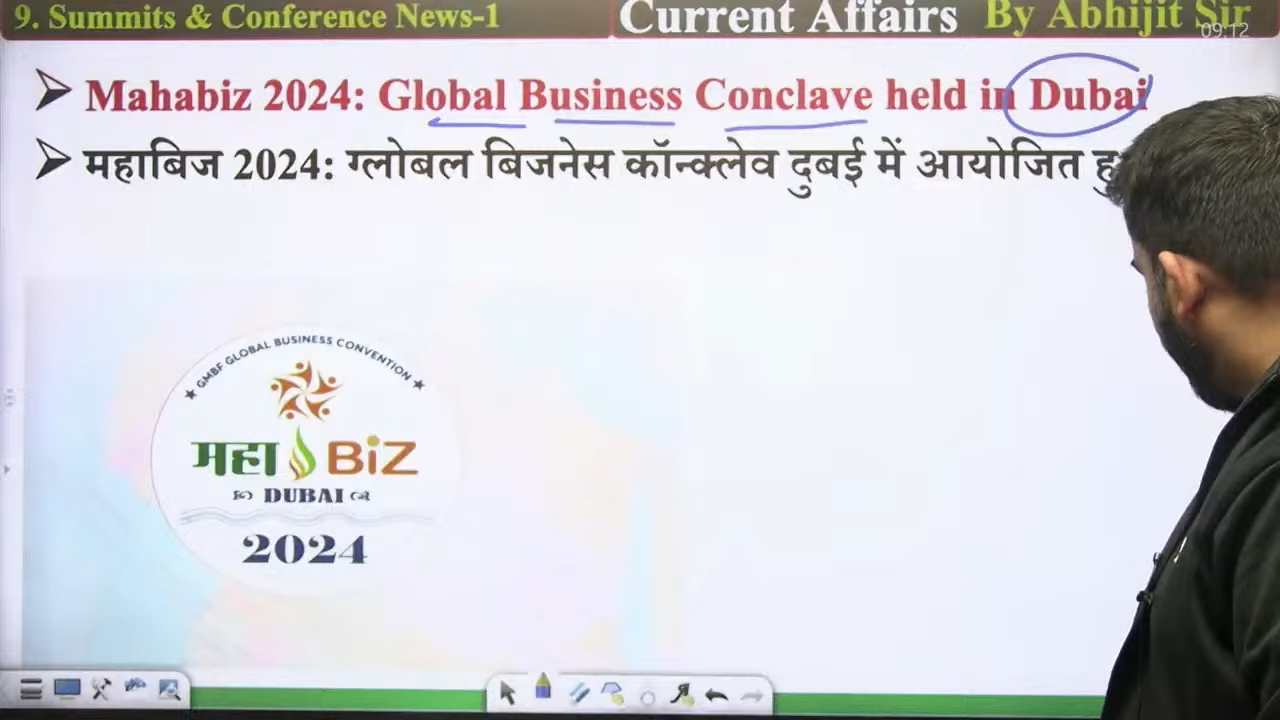 9. Summits & Conference News-1
Current Affairs By Abhijit Sir
09:12
Mahabiz 2024: Global Business Conclave held in Dubai
महाबिज 2024: ग्लोबल बिजनेस कॉन्क्लेव दुबई में आयोजित
★ GMBF GLOBAL BUSINESS CONVENTION ★
महा BiZ
DUBAI
2024